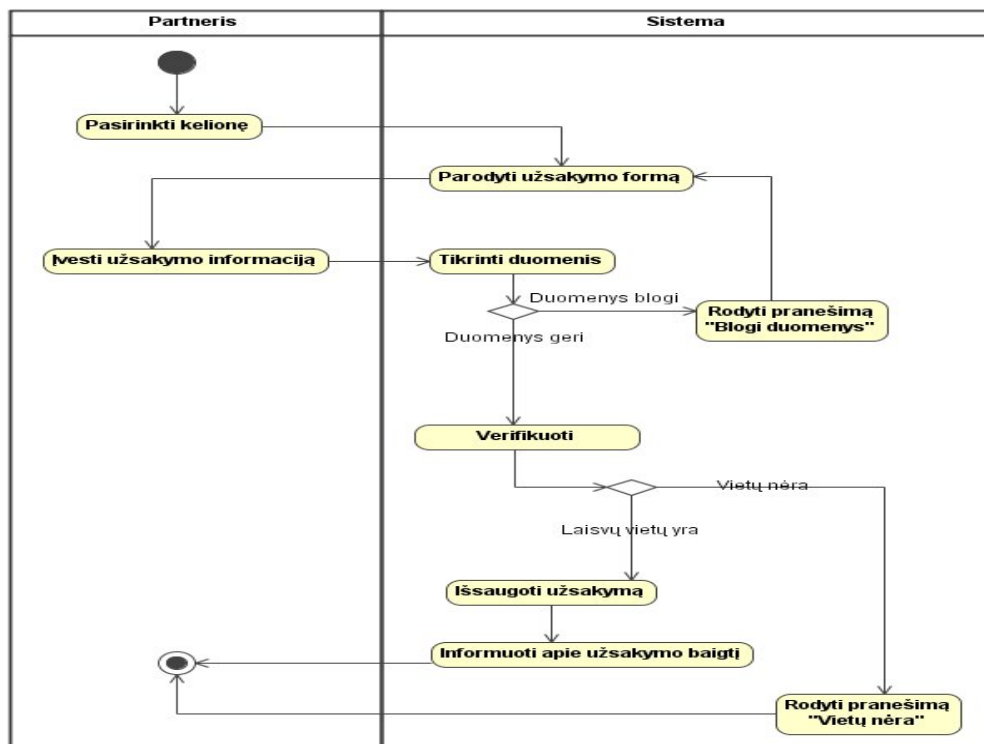 Partneris
Sistema
Pasirinkti kelionę
Parodyti užsakymo formą
Įvesti užsakymo informaciją
Tikrinti duomenis
Duomenys blogi
Rodyti pranešimą
"Blogi duomenys"
Duomenys geri
Verifikuoti
Vietų nėra
Laisvų vietų yra
Išsaugoti užsakymą
Informuoti apie užsakymo baigtį
Rodyti pranešimą
"Vietų nėra"